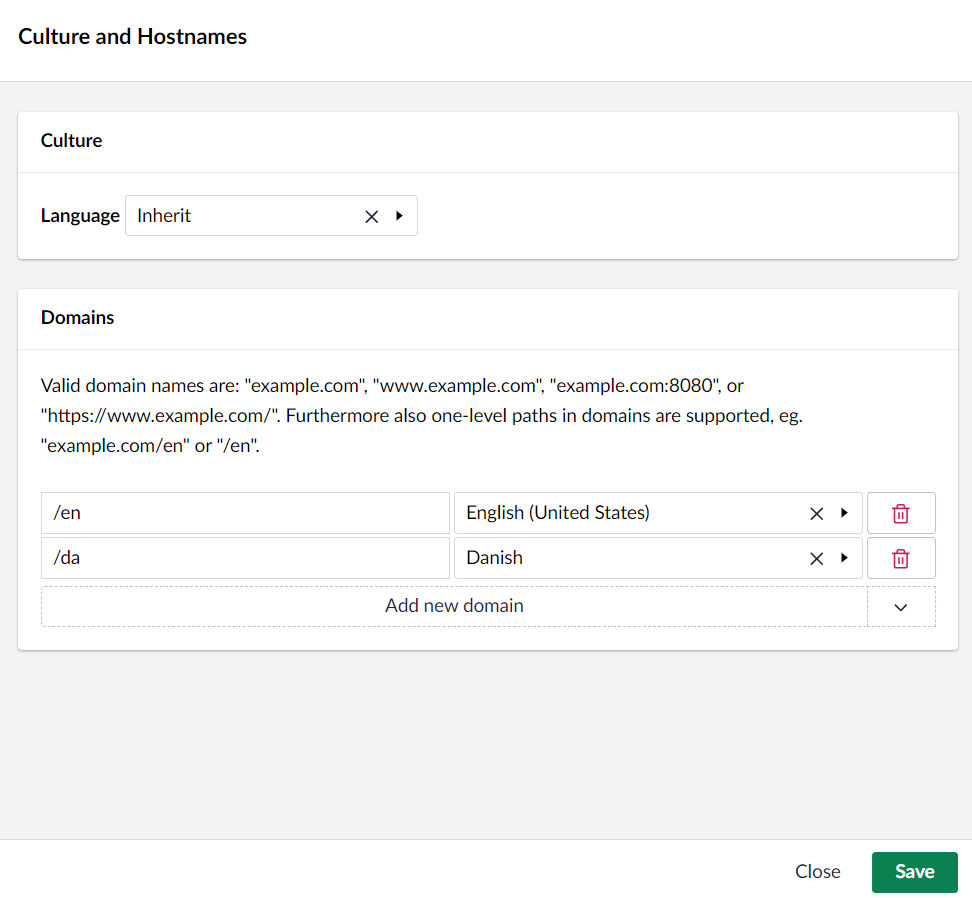 Culture and Hostnames
Culture
Language Inherit
Domains
Valid domain names are: "example.com", "www.example.com", "example.com:8080", or
"https://www.example.com/". Furthermore also one-level paths in domains are supported, eg.
"example.com/en" or "/en".
/en English (United States)
/da Danish
Add new domain
Close Save